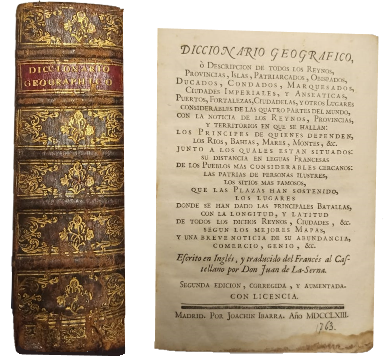 DICCIONARIO
GEOGRAPHICO
DICCIONARIO GEOGRAFICO,
ò DESCRIPCION DE TODOS LOS REYNOS,
PROVINCIAS, ISLAS, PATRIARCADOS, OBISPADOS,
DUCADOS, CONDADOS, MARQUESADOS,
CIUDADES IMPERIALES, Y ANSEATICAS,
PUERTOS, FORTALEZAS, CIUDADELAS, Y OTROS LUGARES
CONSIDERABLES DE LAS QUATRO PARTES DEL MUNDO,
CON LA NOTICIA DE LOS REYNOS, PROVINCIAS,
Y TERRITORIOS EN QUE SE HALLAN:
LOS PRINCIPES DE QUIENES DEPENDEN,
LOS RIOS, BAHIAS, MARES, MONTES, &c.
JUNTO A LOS QUALES ESTAN SITUADOS:
SU DISTANCIA EN LEGUAS FRANCESAS
DE LOS PUEBLOS MAS CONSIDERABLES CERCANOS:
LAS PATRIAS DE PERSONAS ILUSTRES,
LOS SITIOS MAS FAMOSOS,
QUE LAS PLAZAS HAN SOSTENIDO,
LOS LUGARES
DONDE SE HAN DADO LAS PRINCIPALES BATALLAS,
CON LA LONGITUD, Y LATITUD
DE TODOS LOS DICHOS REYNOS, CIUDADES, &c.
SEGUN LOS MEJORES MAPAS,
Y UNA BREVE NOTICIA DE SU ABUNDANCIA,
COMERCIO, GENIO, &c.
Escrito en Inglés, y traducido del Francés al Cas-
tellano por Don Juan de La-Serna.
SEGUNDA EDICION, CORREGIDA, Y AUMENTADA.
CON LICENCIA.
MADRID. POR JOACHIN IBARRA. Año MDCCLXIII.
1763.